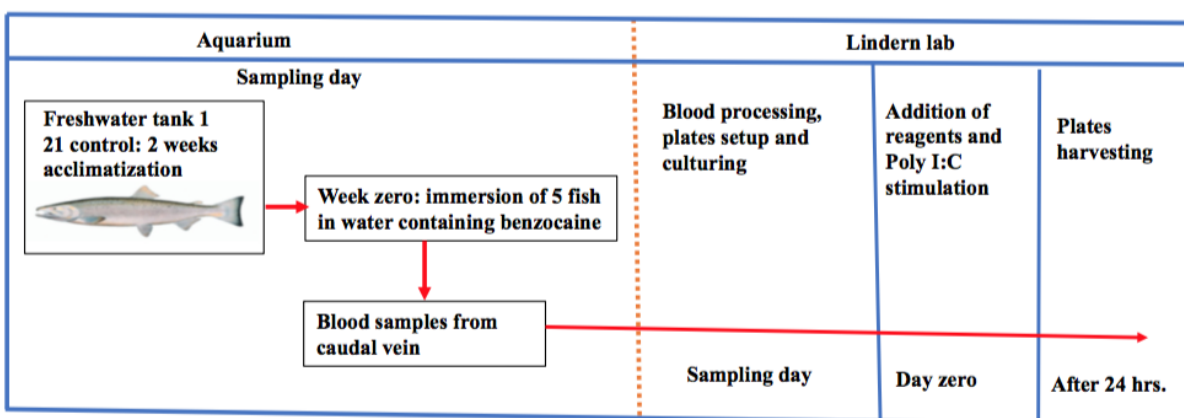 Aquarium
Lindern lab
Sampling day
Freshwater tank 1
21 control: 2 weeks
acclimatization
Week zero: immersion of 5 fish
in water containing benzocaine
Blood samples from
caudal vein
Blood processing,
plates setup and
culturing
Addition of
reagents and
Poly I:C
stimulation
Plates
harvesting
Sampling day
Day zero
After 24 hrs.